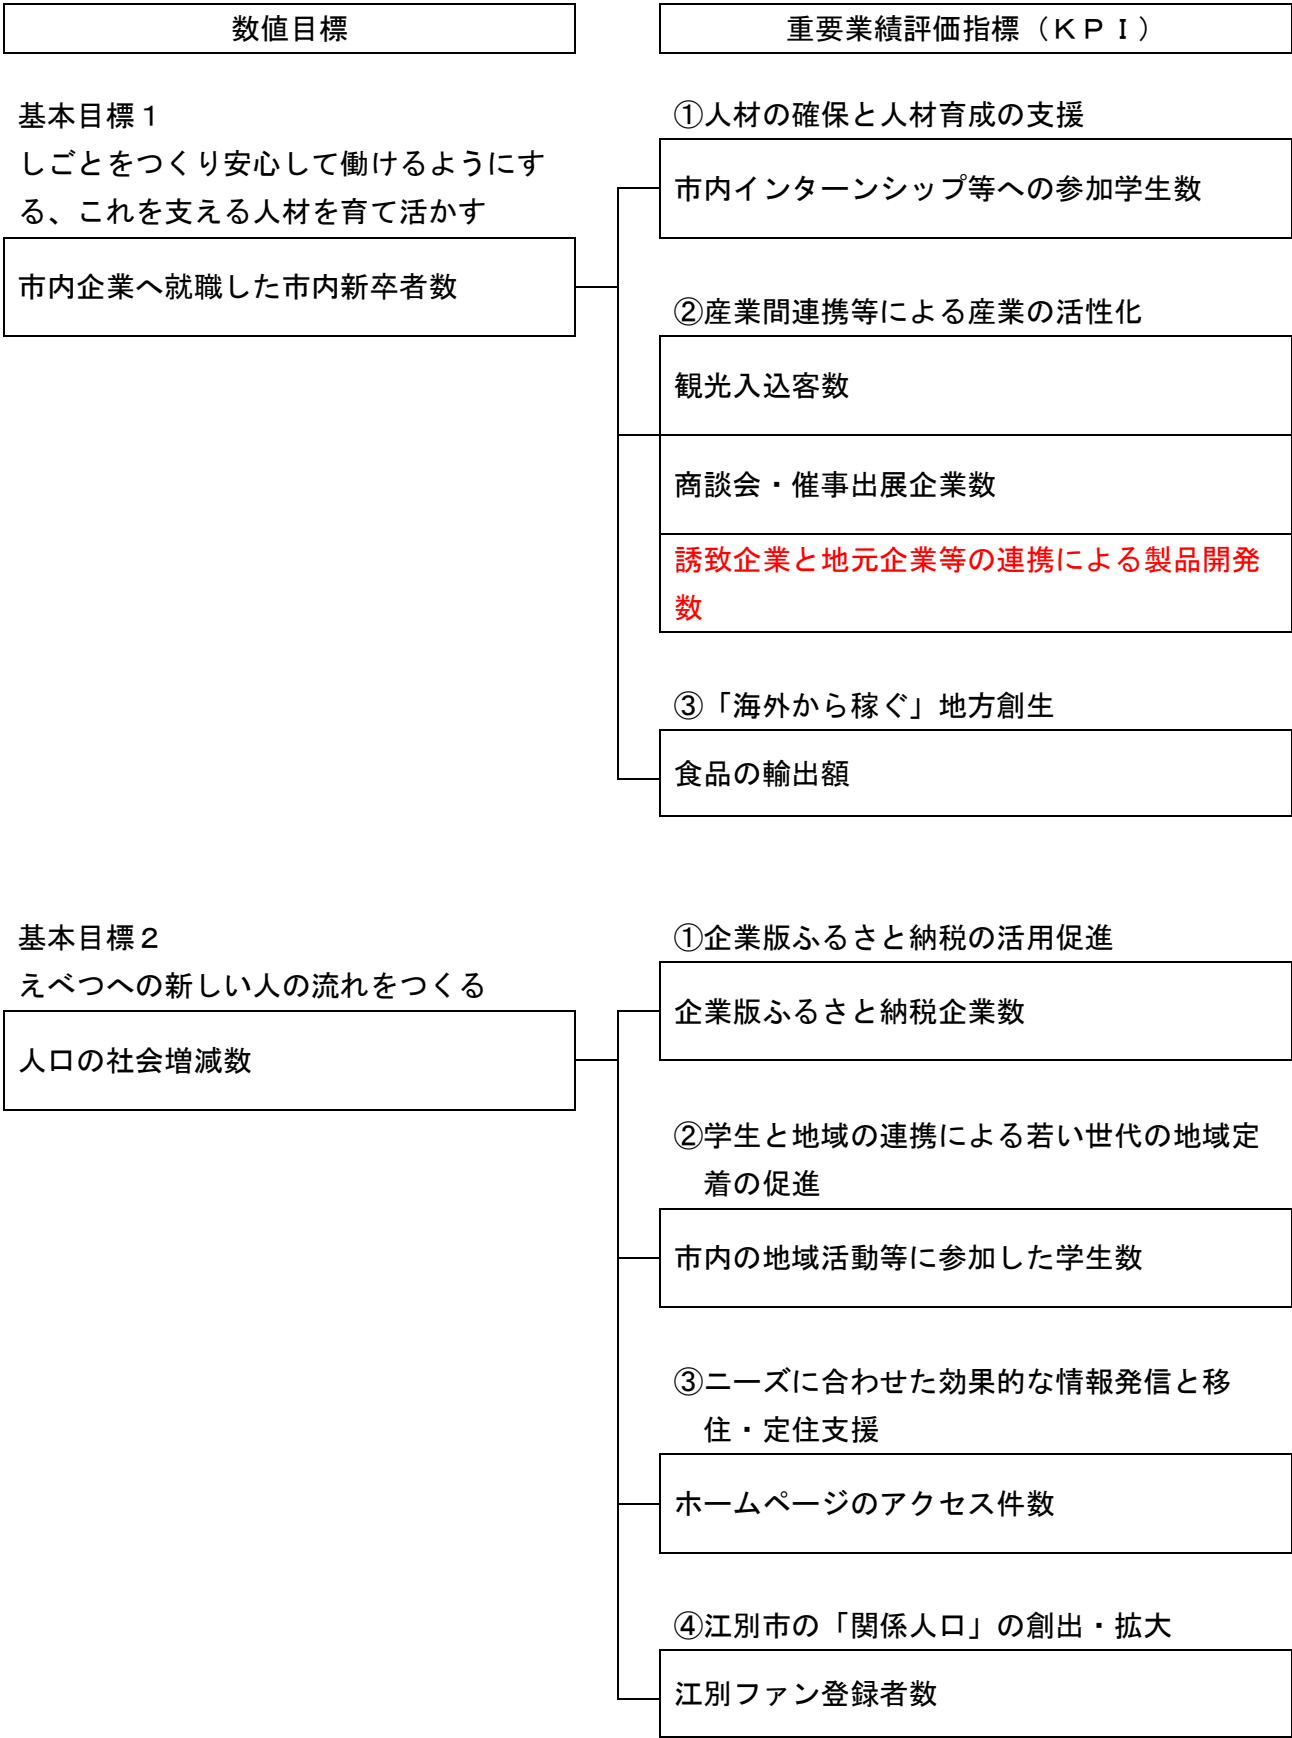 数値目標
重要業績評価指標（ＫＰＩ）
基本目標１
しごとをつくり安心して働けるようにす
る、これを支える人材を育て活かす
市内企業へ就職した市内新卒者数
①人材の確保と人材育成の支援
市内インターンシップ等への参加学生数
②産業間連携等による産業の活性化
観光入込客数
商談会・催事出展企業数
誘致企業と地元企業等の連携による製品開発
数
③「海外から稼ぐ」地方創生
食品の輸出額
基本目標２
えべつへの新しい人の流れをつくる
人口の社会増減数
①企業版ふるさと納税の活用促進
企業版ふるさと納税企業数
②学生と地域の連携による若い世代の地域定
着の促進
市内の地域活動等に参加した学生数
③ニーズに合わせた効果的な情報発信と移
住・定住支援
ホームページのアクセス件数
④江別市の「関係人口」の創出・拡大
江別ファン登録者数